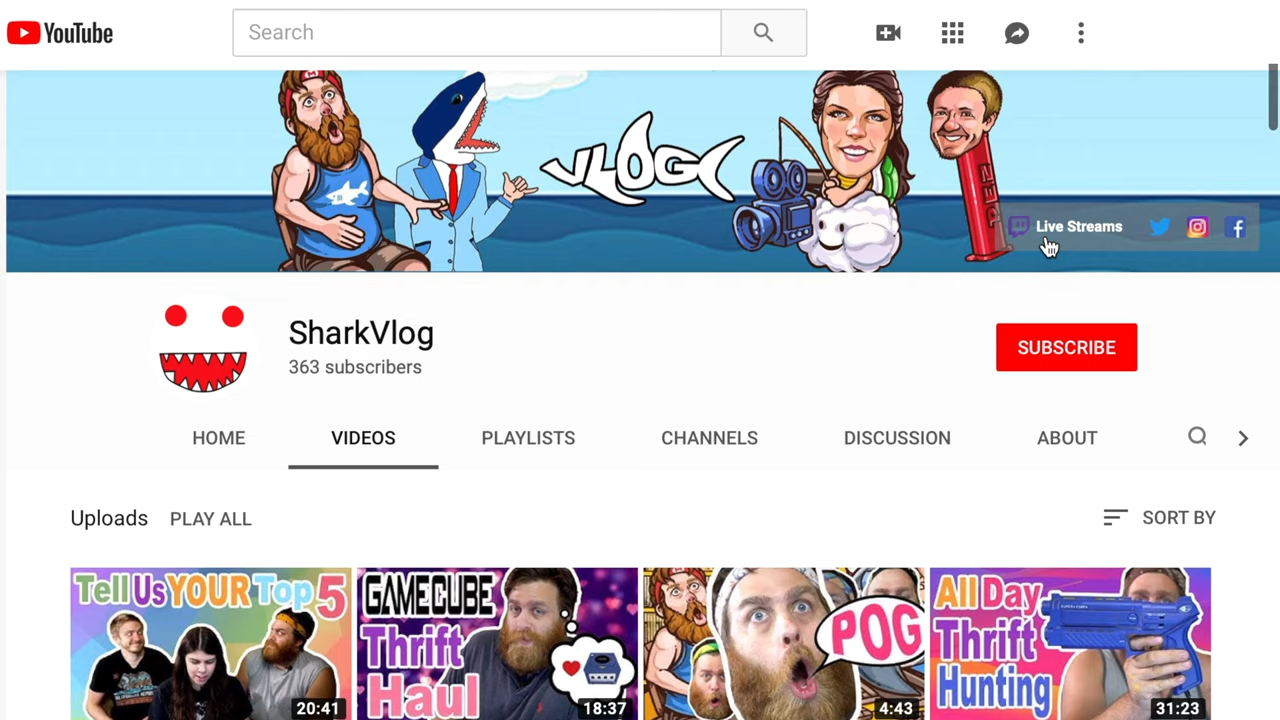 YouTube
Search
M
VLOG
PEZ
Live Streams
SharkVlog
363 subscribers
SUBSCRIBE
HOME VIDEOS PLAYLISTS CHANNELS DISCUSSION ABOUT
Uploads PLAY ALL
SORT BY
Tell Us YOUR Top 5
20:41
GAMECUBE
Thrift
Haul
18:37
POG
4:43
All Day
Thrift
Hunting
31:23